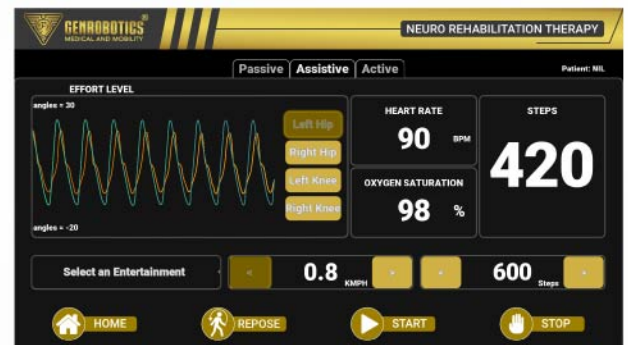 GENROBOTICS®
MEDICAL AND MOBILITY
NEURO REHABILITATION THERAPY
Passive Assistive Active
Patient: NIL
EFFORT LEVEL
angles = 30
Left Hip
Right Hip
Left Knee
Right Knee
angles = -20
HEART RATE
90 BPM
OXYGEN SATURATION
98 %
STEPS
420
Select an Entertainment
< 0.8 KMPH
600 Steps
HOME
REPOSE
START
STOP